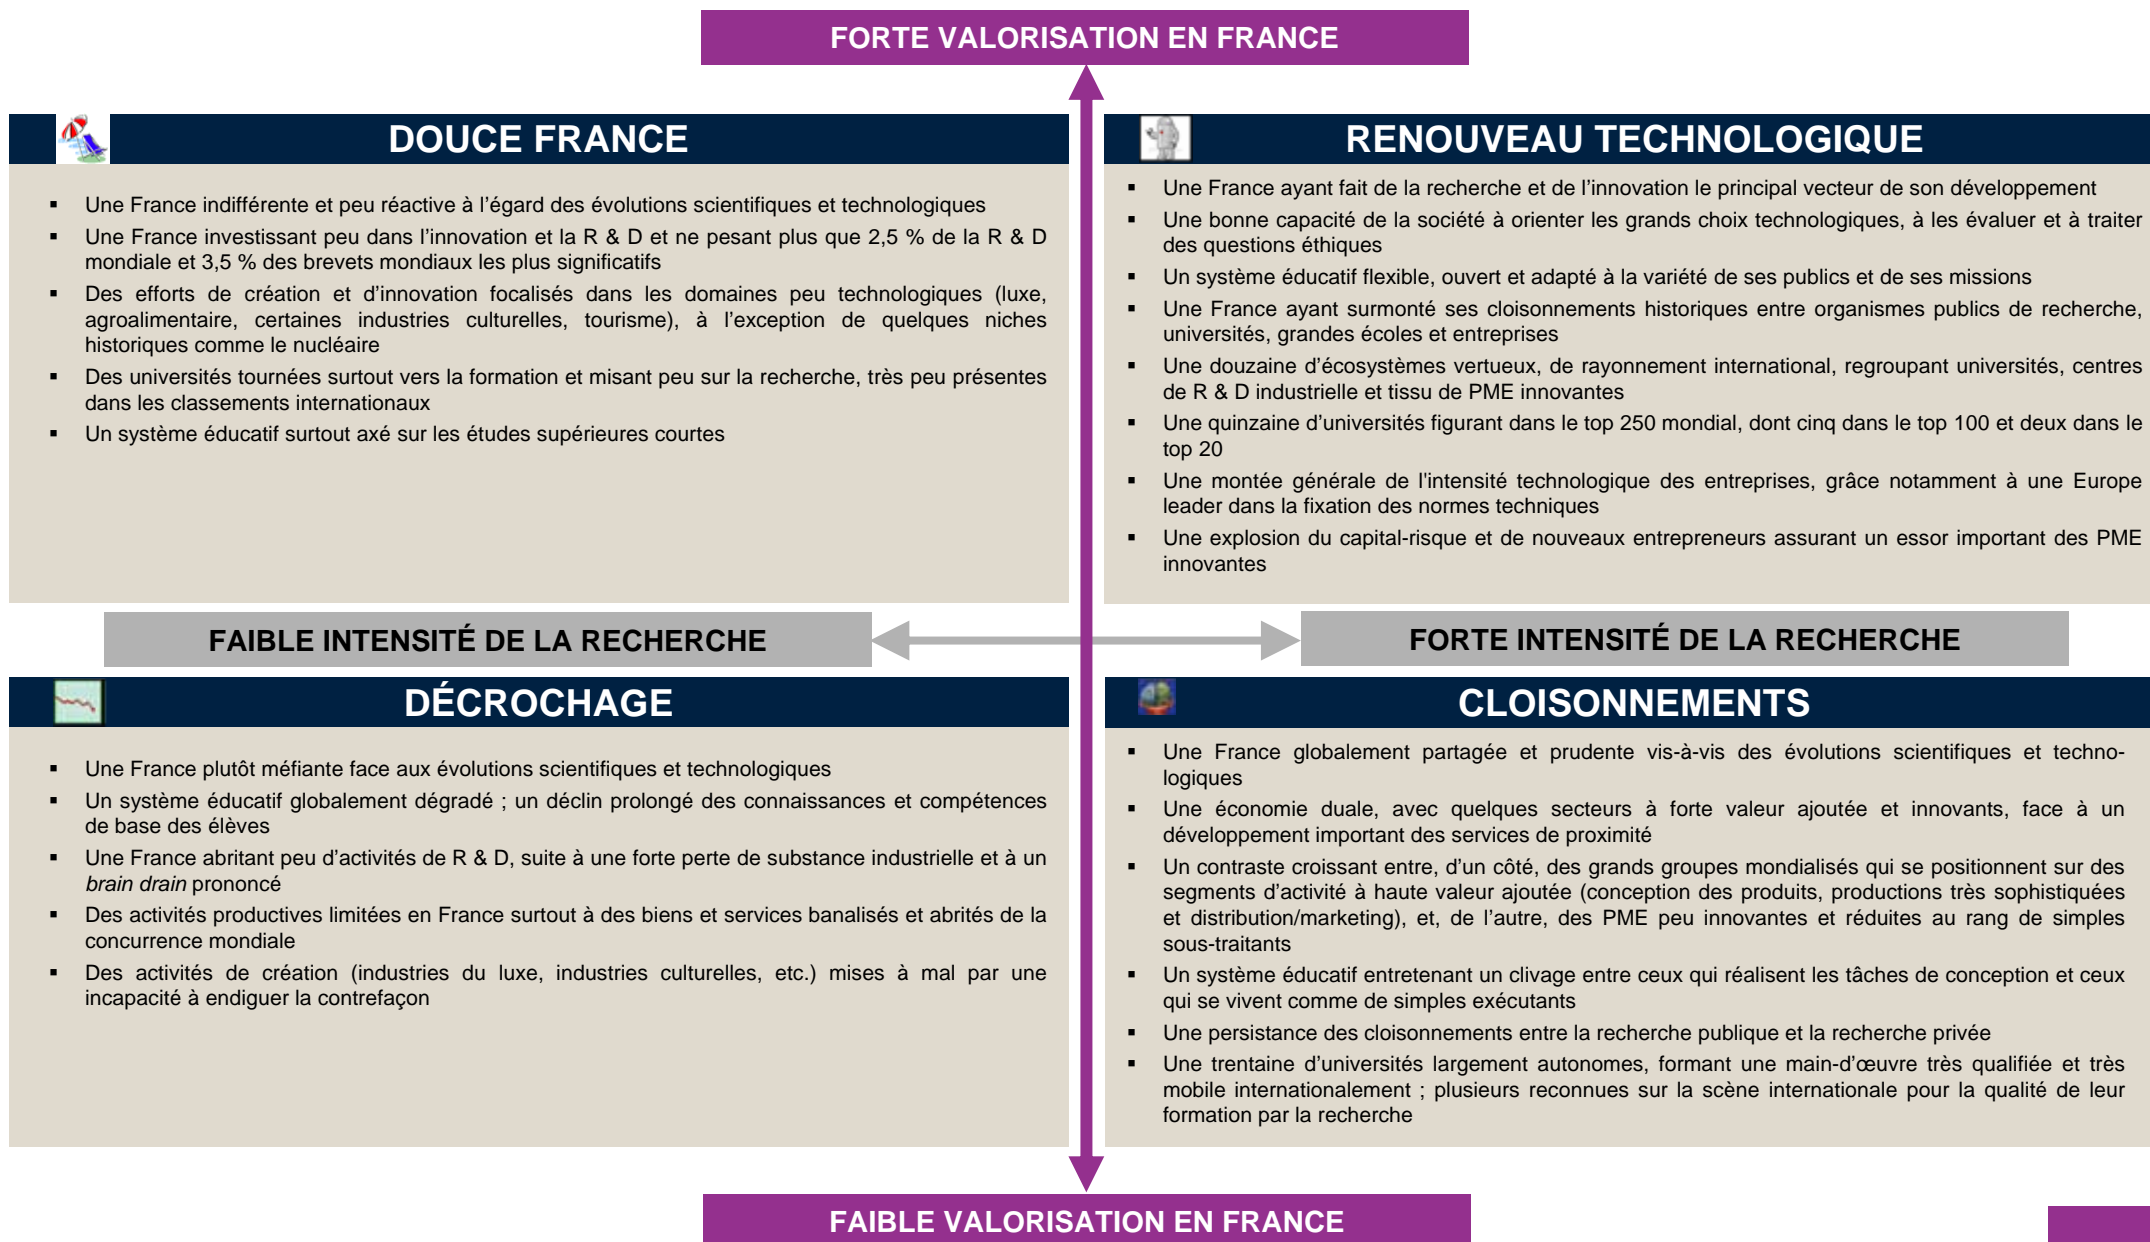 FORTE VALORISATION EN FRANCE
DOUCE FRANCE
▪ Une France indifférente et peu réactive à l’égard des évolutions scientifiques et technologiques
▪ Une France investissant peu dans l’innovation et la R & D et ne pesant plus que 2,5 % de la R & D
mondiale et 3,5 % des brevets mondiaux les plus significatifs
▪ Des efforts de création et d’innovation focalisés dans les domaines peu technologiques (luxe,
agroalimentaire, certaines industries culturelles, tourisme), à l’exception de quelques niches
historiques comme le nucléaire
▪ Des universités tournées surtout vers la formation et misant peu sur la recherche, très peu présentes
dans les classements internationaux
▪ Un système éducatif surtout axé sur les études supérieures courtes
RENOUVEAU TECHNOLOGIQUE
▪ Une France ayant fait de la recherche et de l’innovation le principal vecteur de son développement
▪ Une bonne capacité de la société à orienter les grands choix technologiques, à les évaluer et à traiter
des questions éthiques
▪ Un système éducatif flexible, ouvert et adapté à la variété de ses publics et de ses missions
▪ Une France ayant surmonté ses cloisonnements historiques entre organismes publics de recherche,
universités, grandes écoles et entreprises
▪ Une douzaine d’écosystèmes vertueux, de rayonnement international, regroupant universités, centres
de R & D industrielle et tissu de PME innovantes
▪ Une quinzaine d’universités figurant dans le top 250 mondial, dont cinq dans le top 100 et deux dans le
top 20
▪ Une montée générale de l'intensité technologique des entreprises, grâce notamment à une Europe
leader dans la fixation des normes techniques
▪ Une explosion du capital-risque et de nouveaux entrepreneurs assurant un essor important des PME
innovantes
FAIBLE INTENSITÉ DE LA RECHERCHE
FORTE INTENSITÉ DE LA RECHERCHE
DÉCROCHAGE
▪ Une France plutôt méfiante face aux évolutions scientifiques et technologiques
▪ Un système éducatif globalement dégradé ; un déclin prolongé des connaissances et compétences
de base des élèves
▪ Une France abritant peu d’activités de R & D, suite à une forte perte de substance industrielle et à un
brain drain prononcé
▪ Des activités productives limitées en France surtout à des biens et services banalisés et abrités de la
concurrence mondiale
▪ Des activités de création (industries du luxe, industries culturelles, etc.) mises à mal par une
incapacité à endiguer la contrefaçon
CLOISONNEMENTS
▪ Une France globalement partagée et prudente vis-à-vis des évolutions scientifiques et techno-
logiques
▪ Une économie duale, avec quelques secteurs à forte valeur ajoutée et innovants, face à un
développement important des services de proximité
▪ Un contraste croissant entre, d’un côté, des grands groupes mondialisés qui se positionnent sur des
segments d’activité à haute valeur ajoutée (conception des produits, productions très sophistiquées
et distribution/marketing), et, de l’autre, des PME peu innovantes et réduites au rang de simples
sous-traitants
▪ Un système éducatif entretenant un clivage entre ceux qui réalisent les tâches de conception et ceux
qui se vivent comme de simples exécutants
▪ Une persistance des cloisonnements entre la recherche publique et la recherche privée
▪ Une trentaine d’universités largement autonomes, formant une main-d’œuvre très qualifiée et très
mobile internationalement ; plusieurs reconnues sur la scène internationale pour la qualité de leur
formation par la recherche
FAIBLE VALORISATION EN FRANCE